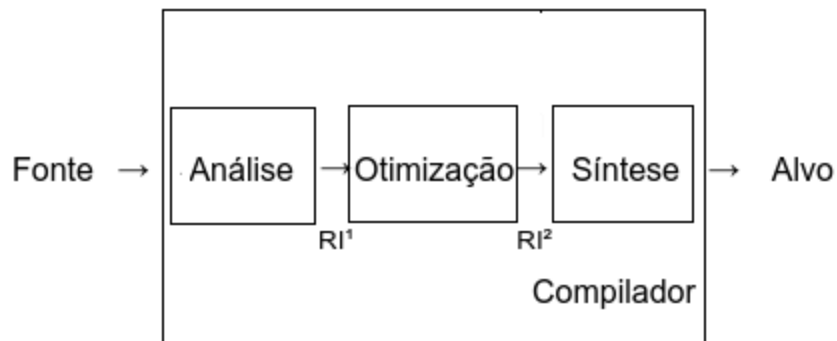 Fonte → Análise → Otimização → Síntese → Alvo
RI¹ RI²
Compilador